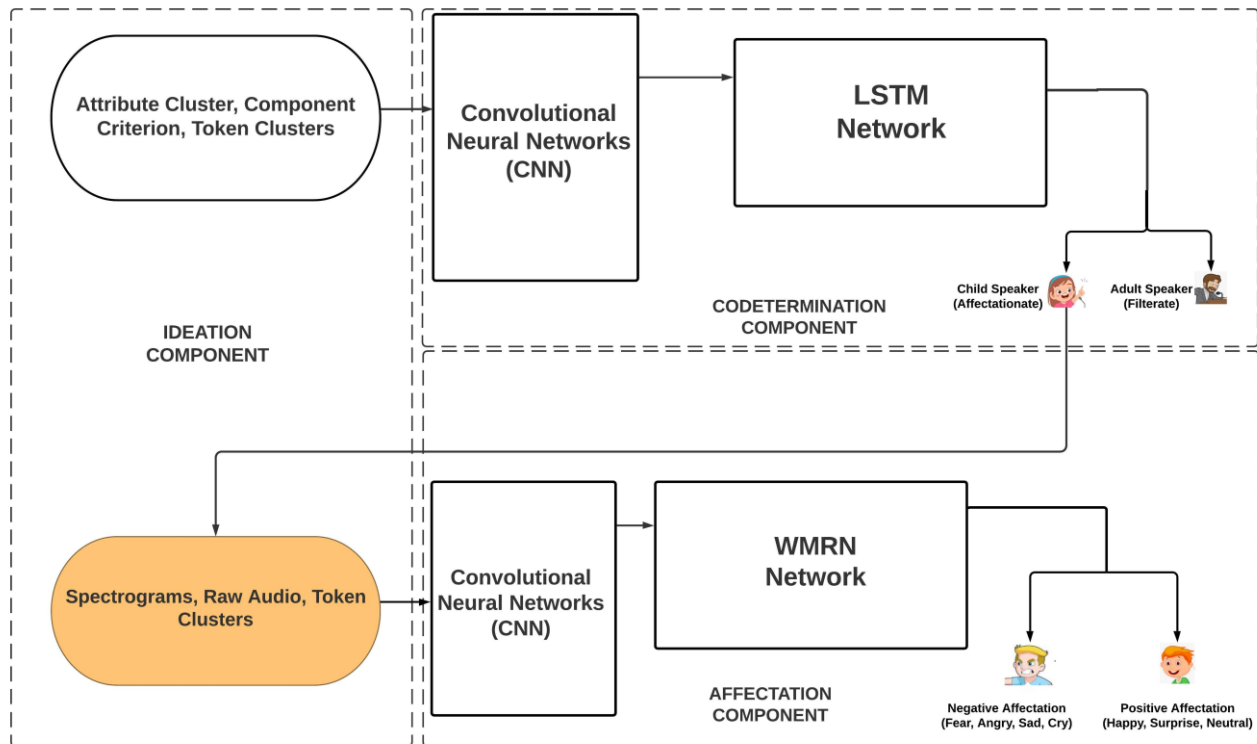 Attribute Cluster, Component
Criterion, Token Clusters
Convolutional
Neural Networks
(CNN)
LSTM
Network
Child Speaker
(Affectationate)
Adult Speaker
(Filterate)
CODETERMINATION
COMPONENT
IDEATION
COMPONENT
Spectrograms, Raw Audio, Token
Clusters
Convolutional
Neural Networks
(CNN)
WMRN
Network
AFFECTATION
COMPONENT
Negative Affectation
(Fear, Angry, Sad, Cry)
Positive Affectation
(Happy, Surprise, Neutral)